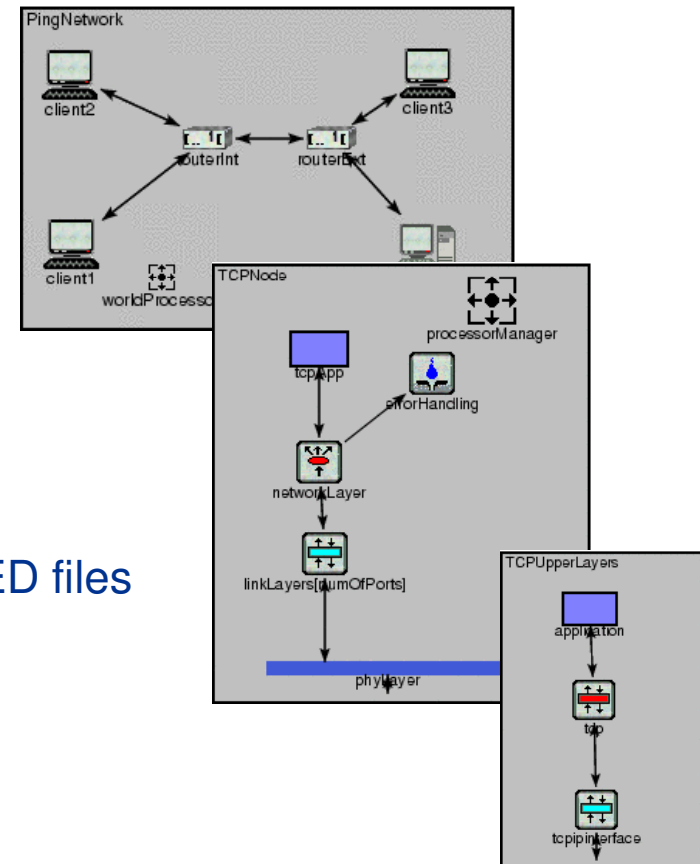 PingNetwork
client2
client3
routerInt
routerExt
client1
worldProcesso
TCPNode
processorManager
tcpApp
errorHandling
networkLayer
linkLayers[numOfPorts]
phyLayer
ED files
TCPUpperLayers
application
tcp
tcpipinterface